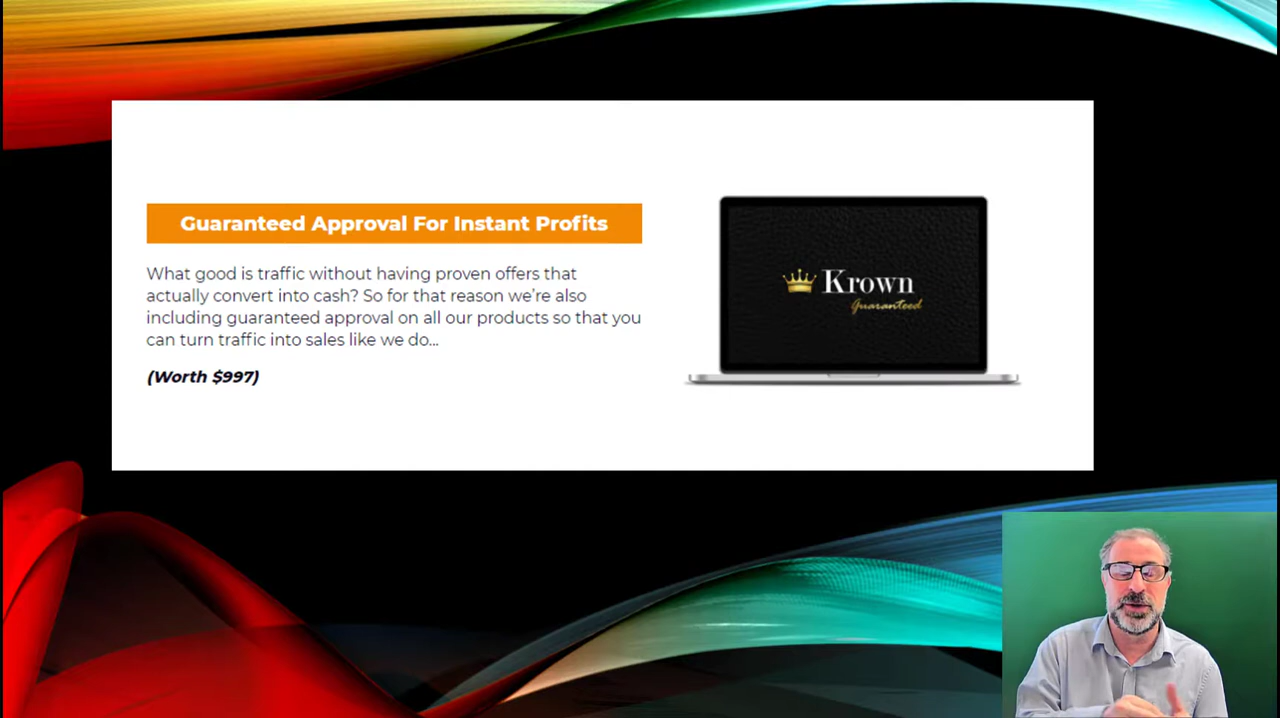 Guaranteed Approval For Instant Profits
What good is traffic without having proven offers that
actually convert into cash? So for that reason we're also
including guaranteed approval on all our products so that you
can turn traffic into sales like we do...
(Worth $997)
Krown
Guaranteed